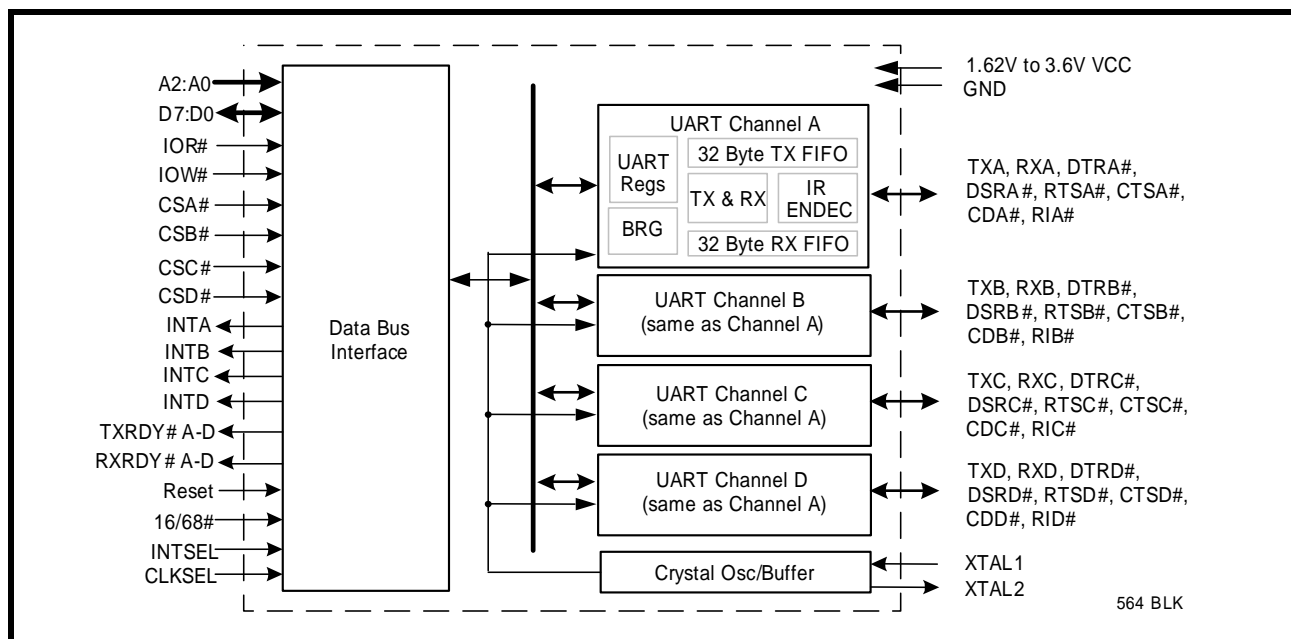 A2:A0
D7:D0
IOR#
IOW#
CSA#
CSB#
CSC#
CSD#
INTA
INTB
INTC
INTD
TXRDY# A-D
RXRDY# A-D
Reset
16/68#
INTSEL
CLKSEL
Data Bus
Interface
UART Channel A
UART
Regs
BRG
32 Byte TX FIFO
TX & RX
IR
ENDEC
32 Byte RX FIFO
UART Channel B
(same as Channel A)
UART Channel C
(same as Channel A)
UART Channel D
(same as Channel A)
Crystal Osc/Buffer
1.62V to 3.6V VCC
GND
TXA, RXA, DTRA#,
DSRA#, RTSA#, CTSA#,
CDA#, RIA#
TXB, RXB, DTRB#,
DSRB#, RTSB#, CTSB#,
CDB#, RIB#
TXC, RXC, DTRC#,
DSRC#, RTSC#, CTSC#,
CDC#, RIC#
TXD, RXD, DTRD#,
DSRD#, RTSD#, CTSD#,
CDD#, RID#
XTAL1
XTAL2
564 BLK